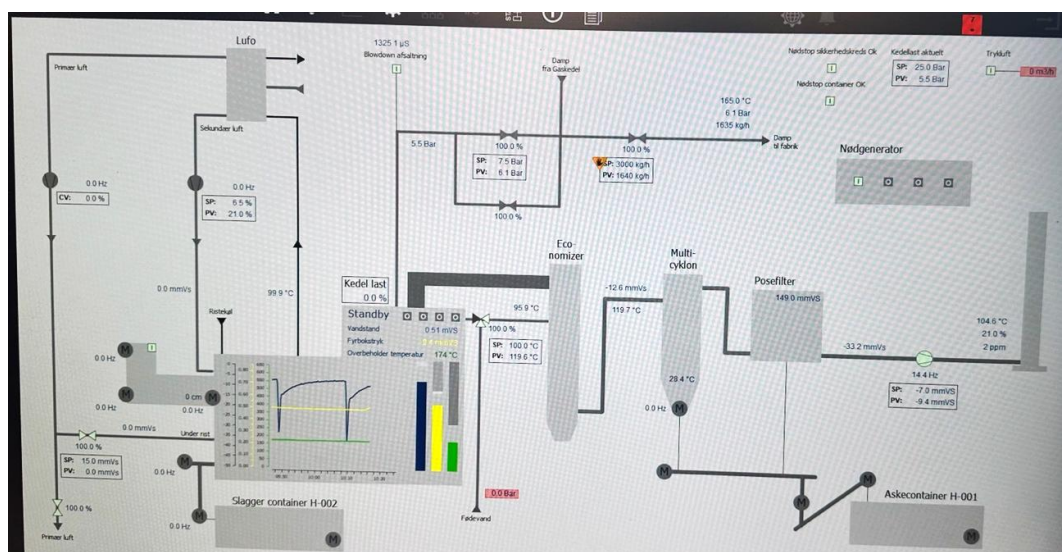 Lufo
1325.1 µS
Blowdown afsaltning
Primær luft
Damp
fra Gaskedel
Nødstop sikkerhedskreds Ok
Kedellast aktuelt
SP: 25.0 Bar
PV: 5.5 Bar
Trykluft
0 m3/h
Nødstop container OK
165.0 °C
6.1 Bar
1635 kg/h
Damp
til fabrik
Sekundær luft
5.5 Bar
100.0 %
SP: 7.5 Bar
PV: 6.1 Bar
100.0 %
SP: 3000 kg/h
PV: 1640 kg/h
100.0 %
Nødgenerator
0.0 Hz
CV: 0.0 %
0.0 Hz
SP: 6.5 %
PV: 21.0 %
Eco-
nomizer
Multi-
cyklon
Posefilter
149.0 mmVS
0.0 mmVs
99.9 °C
Kedel last
0.0 %
-12.6 mmVs
119.7 °C
95.9 °C
Ristekøl
Standby
Vandstand 0.51 mVS
Fyrbokstryk
Overbeholder temperatur 174 °C
100.0 %
SP: 100.0 °C
PV: 119.6 °C
104.6 °C
21.0 %
2 ppm
-33.2 mmVs
14.4 Hz
SP: -7.0 mmVS
PV: -9.4 mmVS
0.0 Hz
M
M
0.0 Hz
0 cm
M
0.0 Hz
28.4 °C
0.0 Hz
M
0.0 mmVs
Under rist
100.0 %
SP: 15.0 mmVs
PV: 0.0 mmVs
0.0 Hz
M
M
M
M
0.0 Bar
Fødevand
Slagger container H-002
M
0.0 Hz
M
100.0 %
Primær luft
M
Askecontainer H-001
M